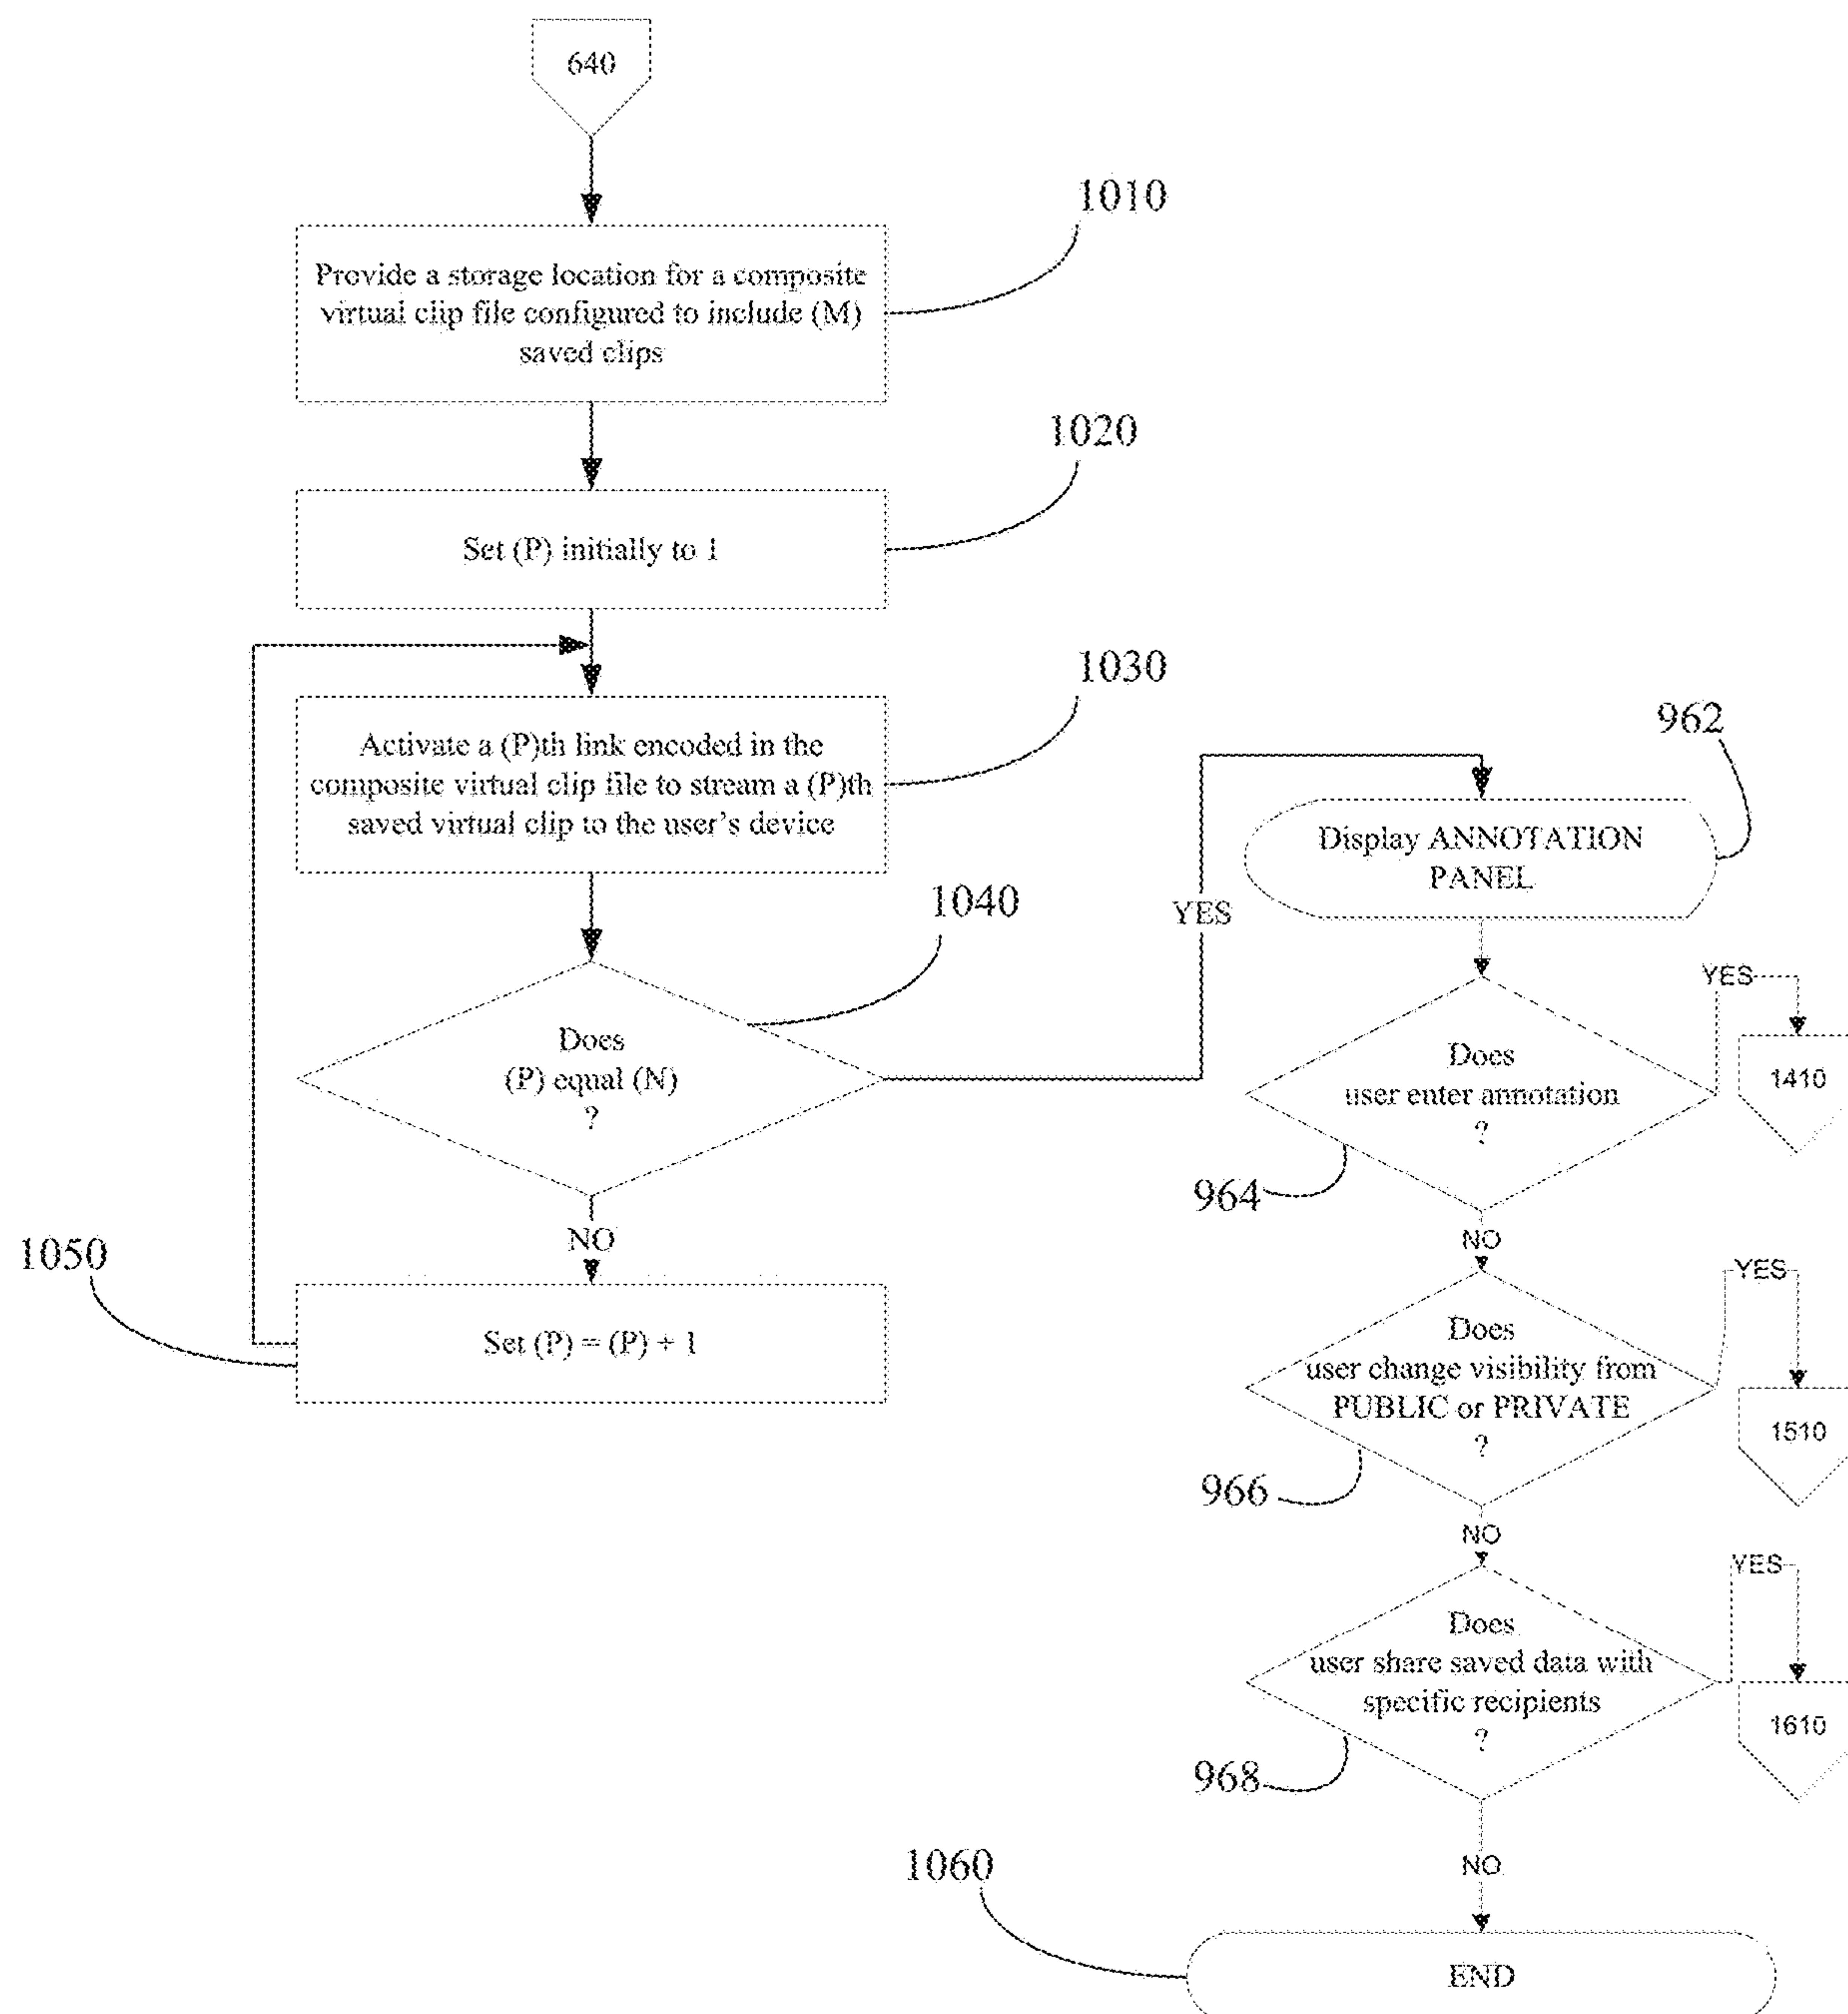 640
1010
Provide a storage location for a composite
virtual clip file configured to include (M)
saved clips
1020
Set (P) initially to 1
1030
Activate a (P)th link encoded in the
composite virtual clip file to stream a (P)th
saved virtual clip to the user's device
1040
Does
(P) equal (N)
?
NO
1050
Set (P) = (P) + 1
YES
962
Display ANNOTATION
PANEL
Does
user enter annotation
?
YES
1410
964
NO
Does
user change visibility from
PUBLIC or PRIVATE
?
YES
1510
966
NO
Does
user share saved data with
specific recipients
?
YES
1610
968
NO
1060
END